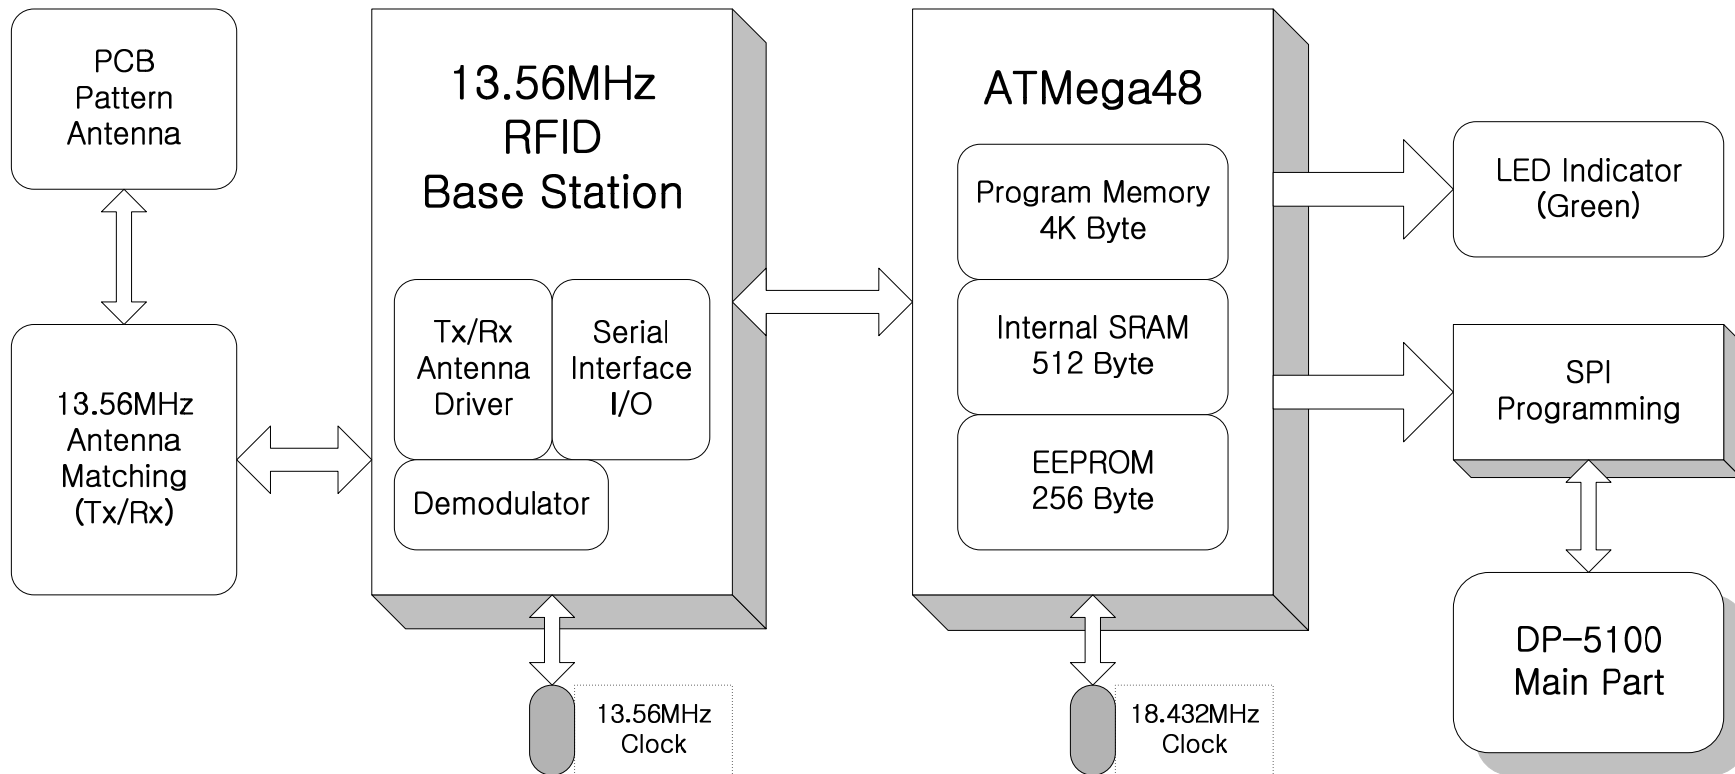 PCB
Pattern
Antenna
13.56MHz
Antenna
Matching
(Tx/Rx)
13.56MHz
RFID
Base Station
Tx/Rx
Antenna
Driver
Serial
Interface
I/O
Demodulator
13.56MHz
Clock
ATMega48
Program Memory
4K Byte
Internal SRAM
512 Byte
EEPROM
256 Byte
18.432MHz
Clock
LED Indicator
(Green)
SPI
Programming
DP-5100
Main Part